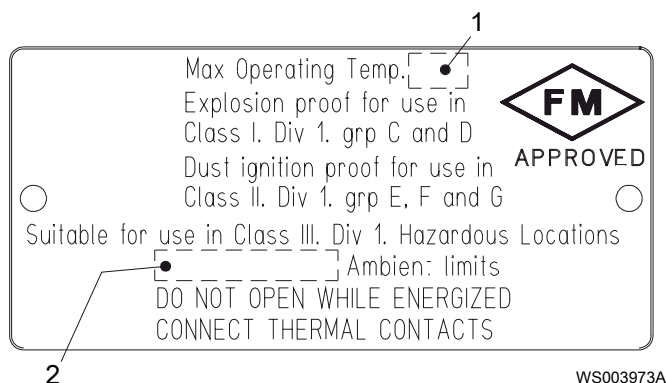 1
Max Operating Temp.
Explosion proof for use in
Class I. Div 1. grp C and D
FM
APPROVED
Dust ignition proof for use in
Class II. Div 1. grp E, F and G
Suitable for use in Class III. Div 1. Hazardous Locations
Ambient limits
DO NOT OPEN WHILE ENERGIZED
CONNECT THERMAL CONTACTS
2
WS003973A